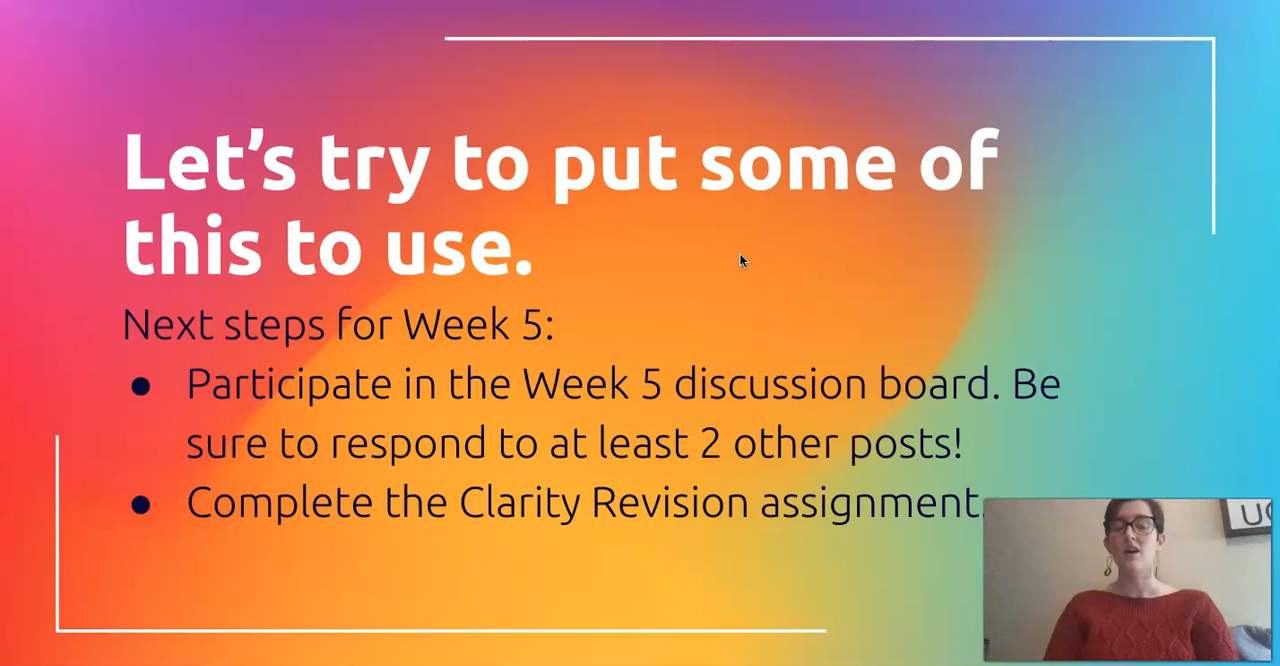 Let’s try to put some of
this to use.
Next steps for Week 5:
● Participate in the Week 5 discussion board. Be
sure to respond to at least 2 other posts!
● Complete the Clarity Revision assignment.